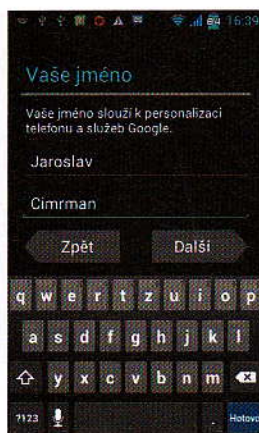 16:39
Vaše jméno
Vaše jméno slouží k personalizaci
telefonu a služeb Google.
Jaroslav
Cimrman
Zpět Další
q w e r t z u i o p
a s d f g h j k l
y x c v b n m
?123 . Hotovo